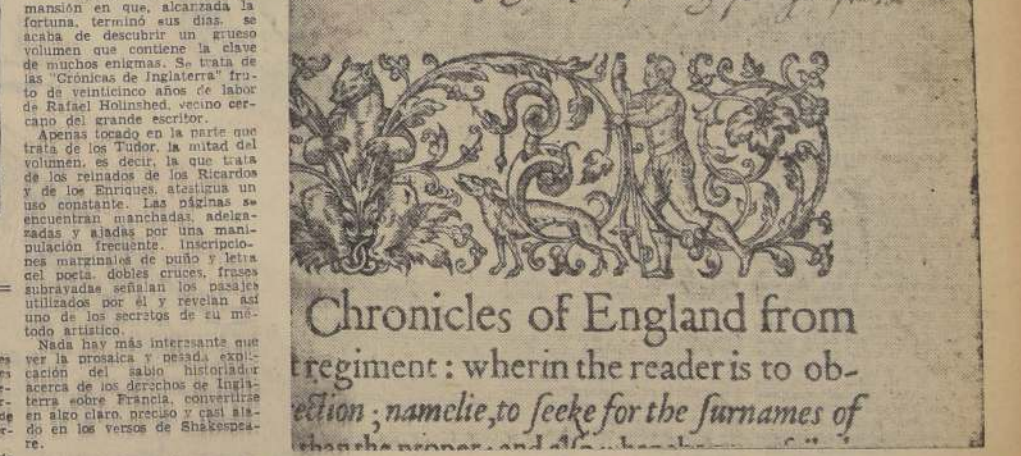 mansión en que, alcanzada la
fortuna, terminó sus días, se
acaba de descubrir un grueso
volumen que contiene la clave
de muchos enigmas. Se trata de
las "Crónicas de Inglaterra" fru-
to de veinticinco años de labor
de Rafael Holinshed, vecino cer-
cano del grande escritor.
Apenas tocado en la parte que
trata de los Tudor, la mitad del
volumen, es decir, la que trata
de los reinados de los Ricardos
y de los Enriques, atestigua un
uso constante. Las páginas se
encuentran manchadas, adelga-
zadas y ajadas por una mani-
pulación frecuente. Inscripcio-
nes marginales de puño y letra
del poeta, dobles cruces, frases
subrayadas señalan los pasajes
utilizados por él y revelan así
uno de los secretos de su mé-
todo artístico.
Nada hay más interesante que
ver la prosaica y pesada expli-
cación del sabio historiador
acerca de los derechos de Ingla-
terra sobre Francia, convertirse
en algo claro, preciso y casi ala-
do en los versos de Shakespea-
re.
Chronicles of England from
t regiment : wherin the reader is to ob-
ection ; namelie, to seeke for the surnames of
than the proper: and also